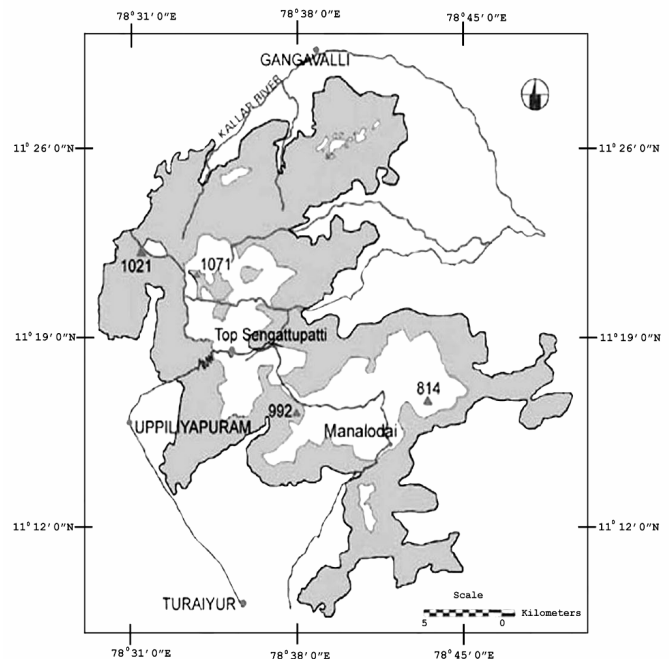 78° 31′ 0″E
78° 38′ 0″E
78° 45′ 0″E
GANGAVALLI
KALLAR RIVER
11° 26′ 0″N
11° 26′ 0″N
1021
1071
11° 19′ 0″N
Top Sengattupatti
11° 19′ 0″N
814
992
UPPILIYAPURAM
Manalodai
11° 12′ 0″N
11° 12′ 0″N
TURAIYUR
Scale
Kilometers
5 0
78° 31′ 0″E
78° 38′ 0″E
78° 45′ 0″E